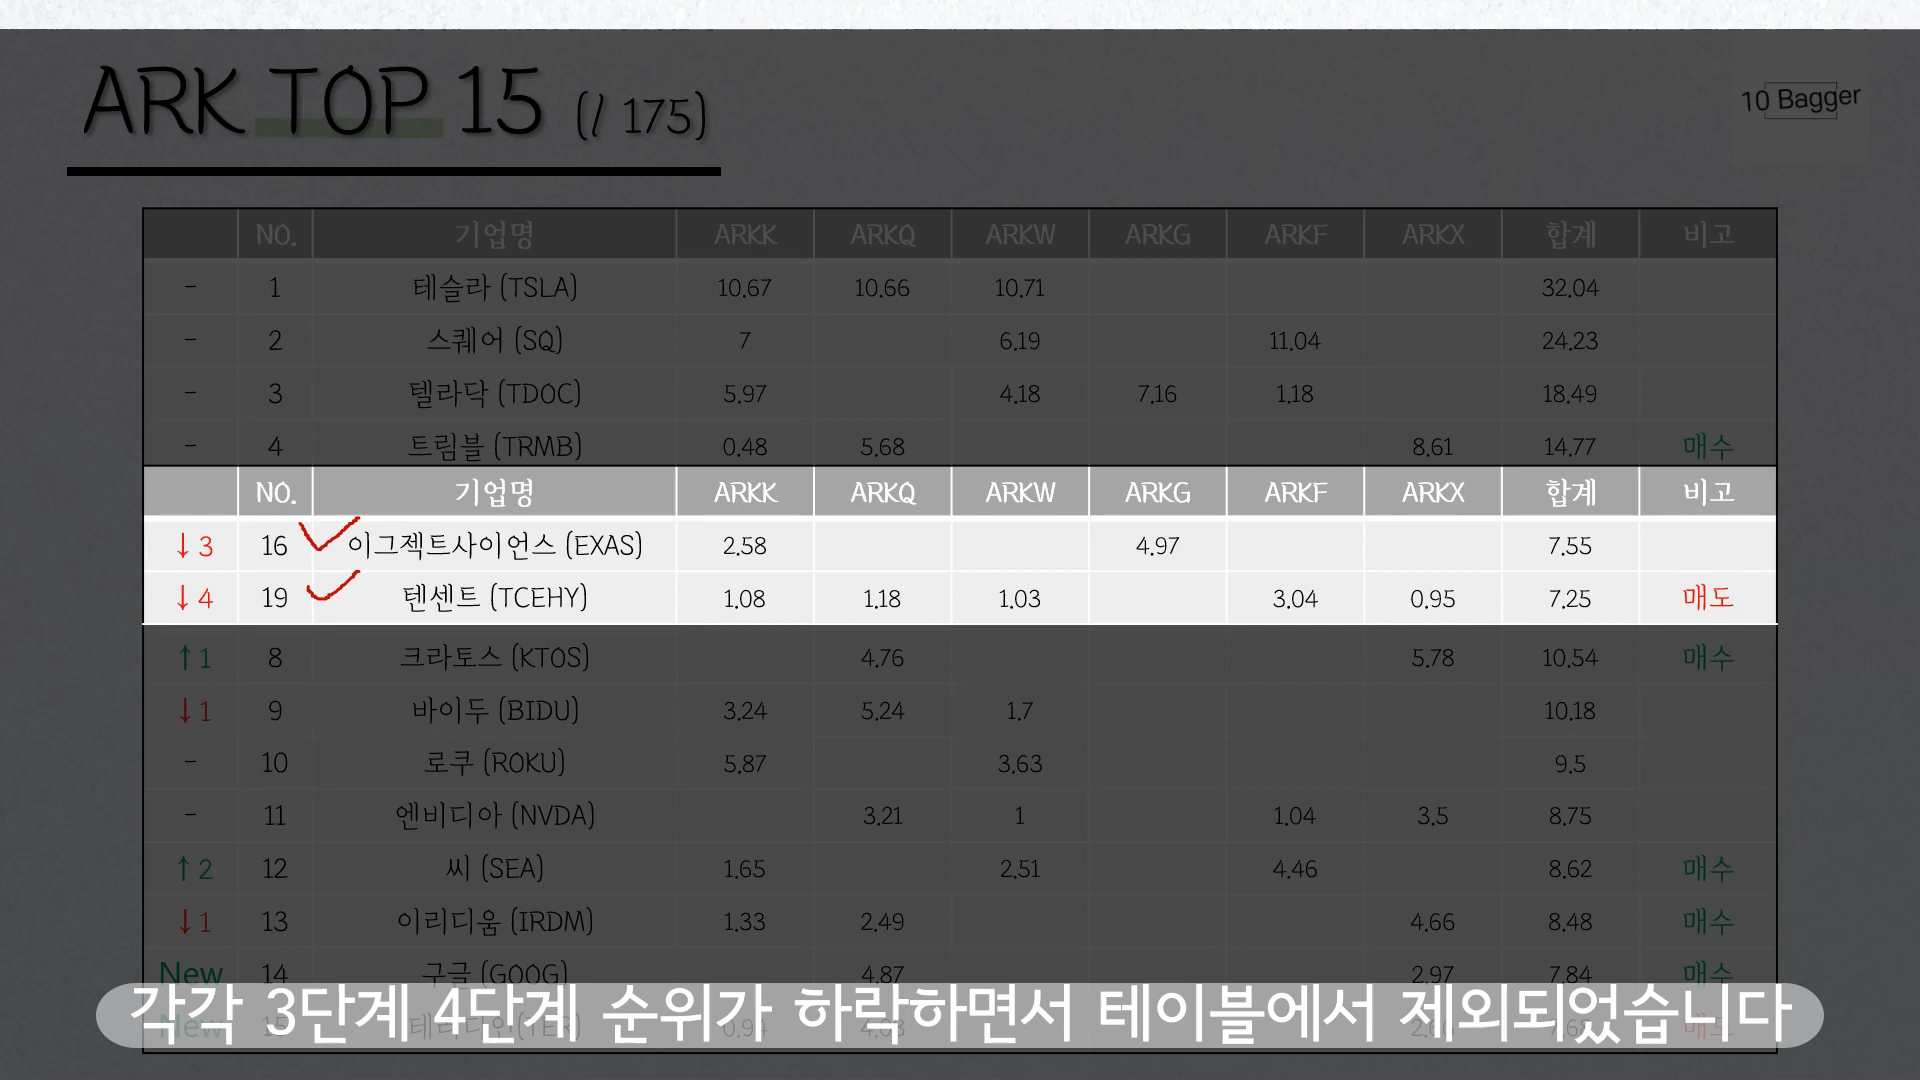 ARK TOP 15 (/ 175)
10 Bagger
NO. 기업명 ARKK ARKQ ARKW ARKG ARKF ARKX 합계 비고
- 1 테슬라 (TSLA) 10.67 10.66 10.71 32.04
- 2 스퀘어 (SQ) 7 6.19 11.04 24.23
- 3 텔라닥 (TDOC) 5.97 4.18 7.16 1.18 18.49
- 4 트림블 (TRMB) 0.48 5.68 8.61 14.77 매수
NO. 기업명 ARKK ARKQ ARKW ARKG ARKF ARKX 합계 비고
↓3 16 이그젝트사이언스 (EXAS) 2.58 4.97 7.55
↓4 19 텐센트 (TCEHY) 1.08 1.18 1.03 3.04 0.95 7.25 매도
↑1 8 크라토스 (KTOS) 4.76 5.78 10.54 매수
↓1 9 바이두 (BIDU) 3.24 5.24 1.7 10.18
- 10 로쿠 (ROKU) 5.87 3.63 9.5
- 11 엔비디아 (NVDA) 3.21 1 1.04 3.5 8.75
↑2 12 씨 (SEA) 1.65 2.51 4.46 8.62 매수
↓1 13 이리디움 (IRDM) 1.33 2.49 4.66 8.48 매수
New 14 구글 (GOOG) 4.87 2.97 7.84 매수
각각 3단계 4단계 순위가 하락하면서 테이블에서 제외되었습니다